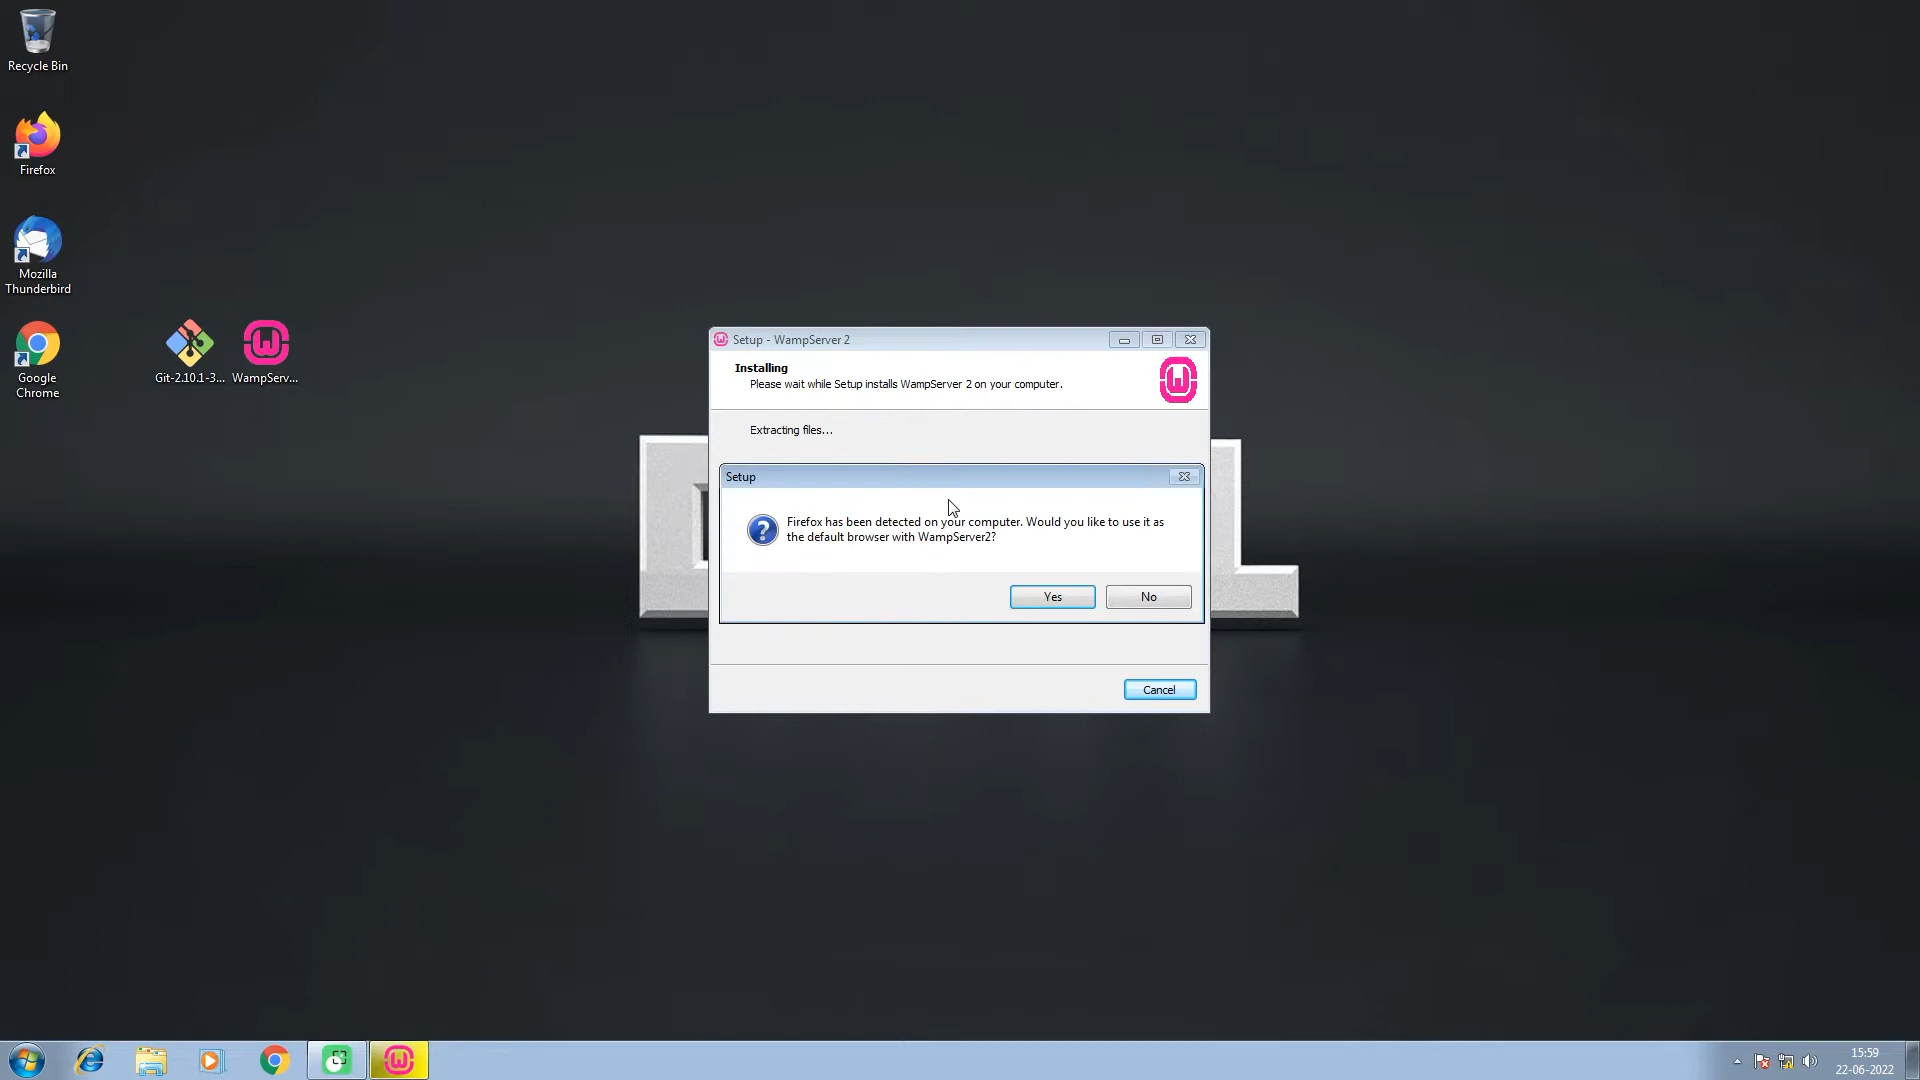 Recycle Bin
Firefox
Mozilla
Thunderbird
Google
Chrome
Git-2.10.1-3...
WampServ...
Setup - WampServer 2
Installing
Please wait while Setup installs WampServer 2 on your computer.
Extracting files...
Setup
Firefox has been detected on your computer. Would you like to use it as
the default browser with WampServer2?
Yes
No
Cancel
15:59
22-06-2022